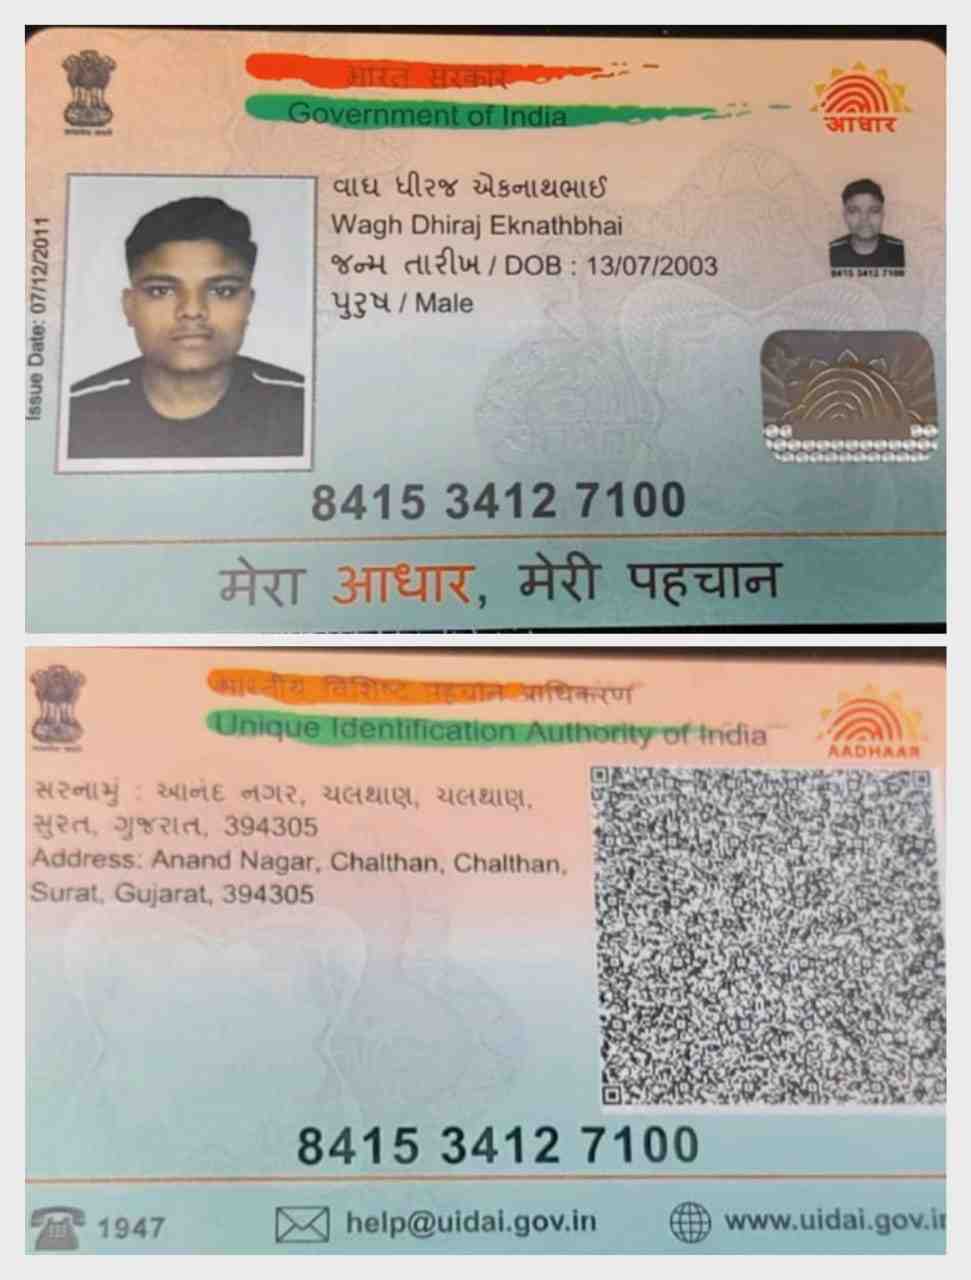 भारत सरकार
Government of India
आधार
Issue Date: 07/12/2011
વાઘ ધીરજ એકનાથભાઈ
Wagh Dhiraj Eknathbhai
જન્મ તારીખ / DOB : 13/07/2003
પુરુષ / Male
8415 3412 7100
8415 3412 7100
मेरा आधार, मेरी पहचान
भारतीय विशिष्ट पहचान प्राधिकरण
Unique Identification Authority of India
AADHAAR
સરનામું : આનંદ નગર, ચલથાણ, ચલથાણ,
સુરત, ગુજરાત, 394305
Address: Anand Nagar, Chalthan, Chalthan,
Surat, Gujarat, 394305
8415 3412 7100
1947
help@uidai.gov.in
www.uidai.gov.in